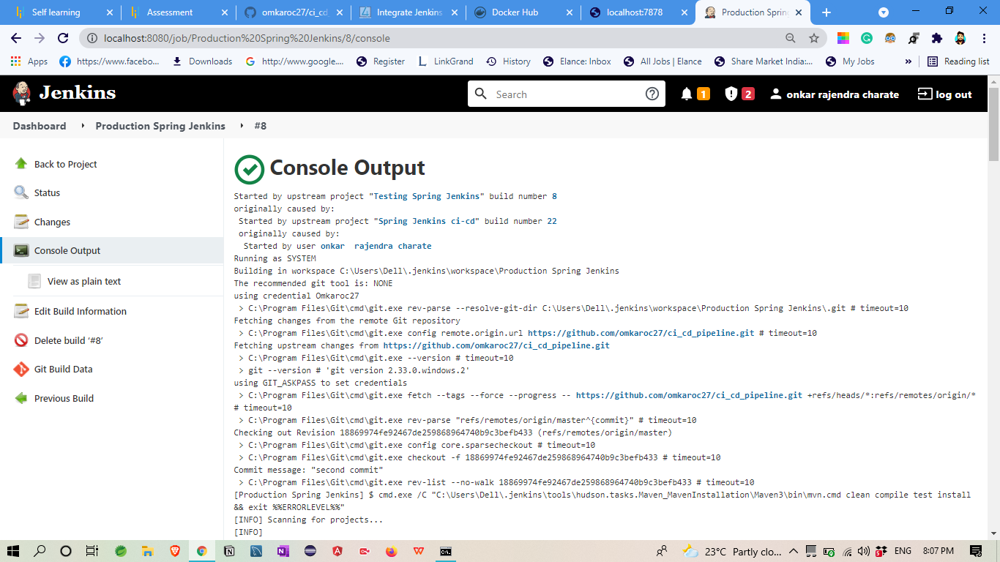 Self learning
Assessment
omkaroc27/ci_cd
Integrate Jenkins
Docker Hub
localhost:7878
Production Spring
localhost:8080/job/Production%20Spring%20Jenkins/8/console
Apps
https://www.facebo...
Downloads
http://www.google....
Register
LinkGrand
History
Elance: Inbox
All Jobs | Elance
Share Market India:...
My Jobs
»
Reading list
Jenkins
Search
1
2
onkar rajendra charate
log out
Dashboard
Production Spring Jenkins
#8
Back to Project
Status
Changes
Console Output
View as plain text
Edit Build Information
Delete build ‘#8’
Git Build Data
Previous Build
Console Output
Started by upstream project "Testing Spring Jenkins" build number 8
originally caused by:
Started by upstream project "Spring Jenkins ci-cd" build number 22
originally caused by:
Started by user onkar  rajendra charate
Running as SYSTEM
Building in workspace C:\Users\Dell\.jenkins\workspace\Production Spring Jenkins
The recommended git tool is: NONE
using credential Omkaroc27
> C:\Program Files\Git\cmd\git.exe rev-parse --resolve-git-dir C:\Users\Dell\.jenkins\workspace\Production Spring Jenkins\.git # timeout=10
Fetching changes from the remote Git repository
> C:\Program Files\Git\cmd\git.exe config remote.origin.url https://github.com/omkaroc27/ci_cd_pipeline.git # timeout=10
Fetching upstream changes from https://github.com/omkaroc27/ci_cd_pipeline.git
> C:\Program Files\Git\cmd\git.exe --version # timeout=10
> git --version # 'git version 2.33.0.windows.2'
using GIT_ASKPASS to set credentials
> C:\Program Files\Git\cmd\git.exe fetch --tags --force --progress -- https://github.com/omkaroc27/ci_cd_pipeline.git +refs/heads/*:refs/remotes/origin/*
# timeout=10
> C:\Program Files\Git\cmd\git.exe rev-parse "refs/remotes/origin/master^{commit}" # timeout=10
Checking out Revision 18869974fe92467de259868964740b9c3befb433 (refs/remotes/origin/master)
> C:\Program Files\Git\cmd\git.exe config core.sparsecheckout # timeout=10
> C:\Program Files\Git\cmd\git.exe checkout -f 18869974fe92467de259868964740b9c3befb433 # timeout=10
Commit message: "second commit"
> C:\Program Files\Git\cmd\git.exe rev-list --no-walk 18869974fe92467de259868964740b9c3befb433 # timeout=10
[Production Spring Jenkins] $ cmd.exe /C "C:\Users\Dell\.jenkins\tools\hudson.tasks.Maven_MavenInstallation\Maven3\bin\mvn.cmd clean compile test install
&& exit %%ERRORLEVEL%%"
[INFO] Scanning for projects...
[INFO]
23°C Partly clo...
ENG
8:07 PM